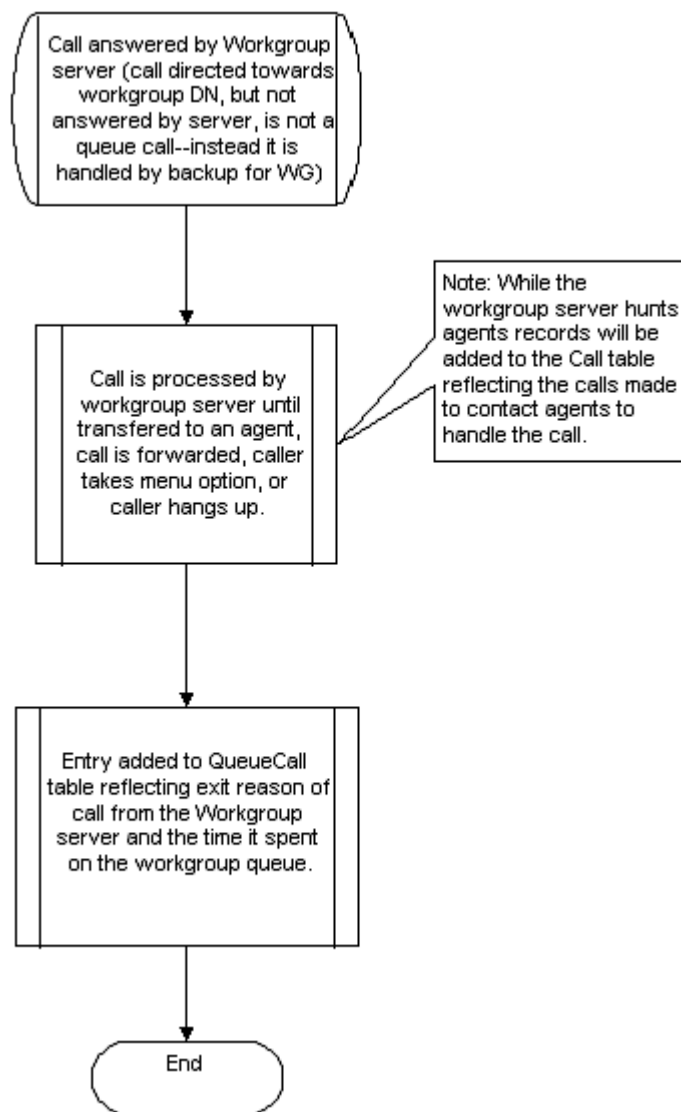 Call answered by Workgroup
server (call directed towards
workgroup DN, but not
answered by server, is not a
queue call--instead it is
handled by backup for WG)
Note: While the
workgroup server hunts
agents records will be
added to the Call table
reflecting the calls made
to contact agents to
handle the call.
Call is processed by
workgroup server until
transfered to an agent,
call is forwarded, caller
takes menu option, or
caller hangs up.
Entry added to QueueCall
table reflecting exit reason of
call from the Workgroup
server and the time it spent
on the workgroup queue.
End